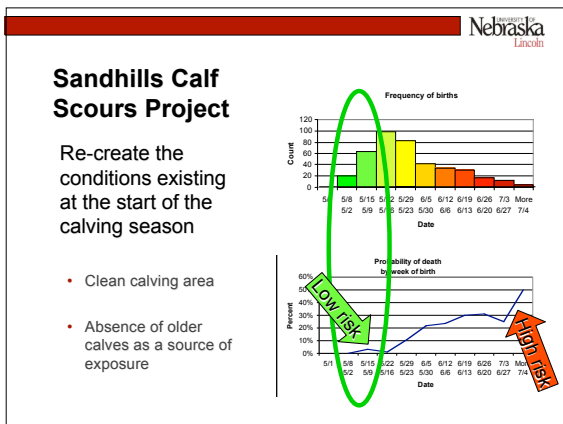 UNIVERSITY OF
Nebraska
Lincoln
Sandhills Calf
Scours Project
Re-create the
conditions existing
at the start of the
calving season
• Clean calving area
• Absence of older
calves as a source of
exposure
Frequency of births
Count
120
100
80
60
40
20
0
5/8 5/15 5/22 5/29 6/5 6/12 6/19 6/26 7/3 More
5/2 5/9 5/16 5/23 5/30 6/6 6/13 6/20 6/27 7/4
Date
Probability of death
by week of birth
Percent
60%
50%
40%
30%
20%
10%
0%
5/1 5/8 5/15 5/22 5/29 6/5 6/12 6/19 6/26 7/3
5/2 5/9 5/16 5/23 5/30 6/6 6/13 6/20 6/27 7/4
Date
Low risk
High risk